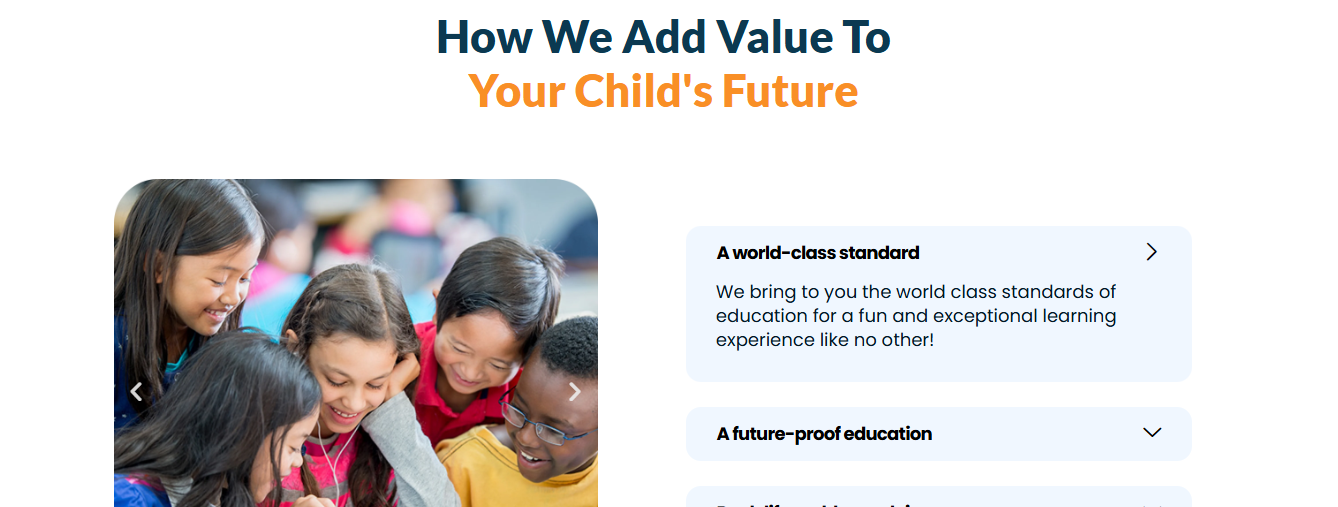 How We Add Value To
Your Child's Future
A world-class standard
We bring to you the world class standards of
education for a fun and exceptional learning
experience like no other!
A future-proof education